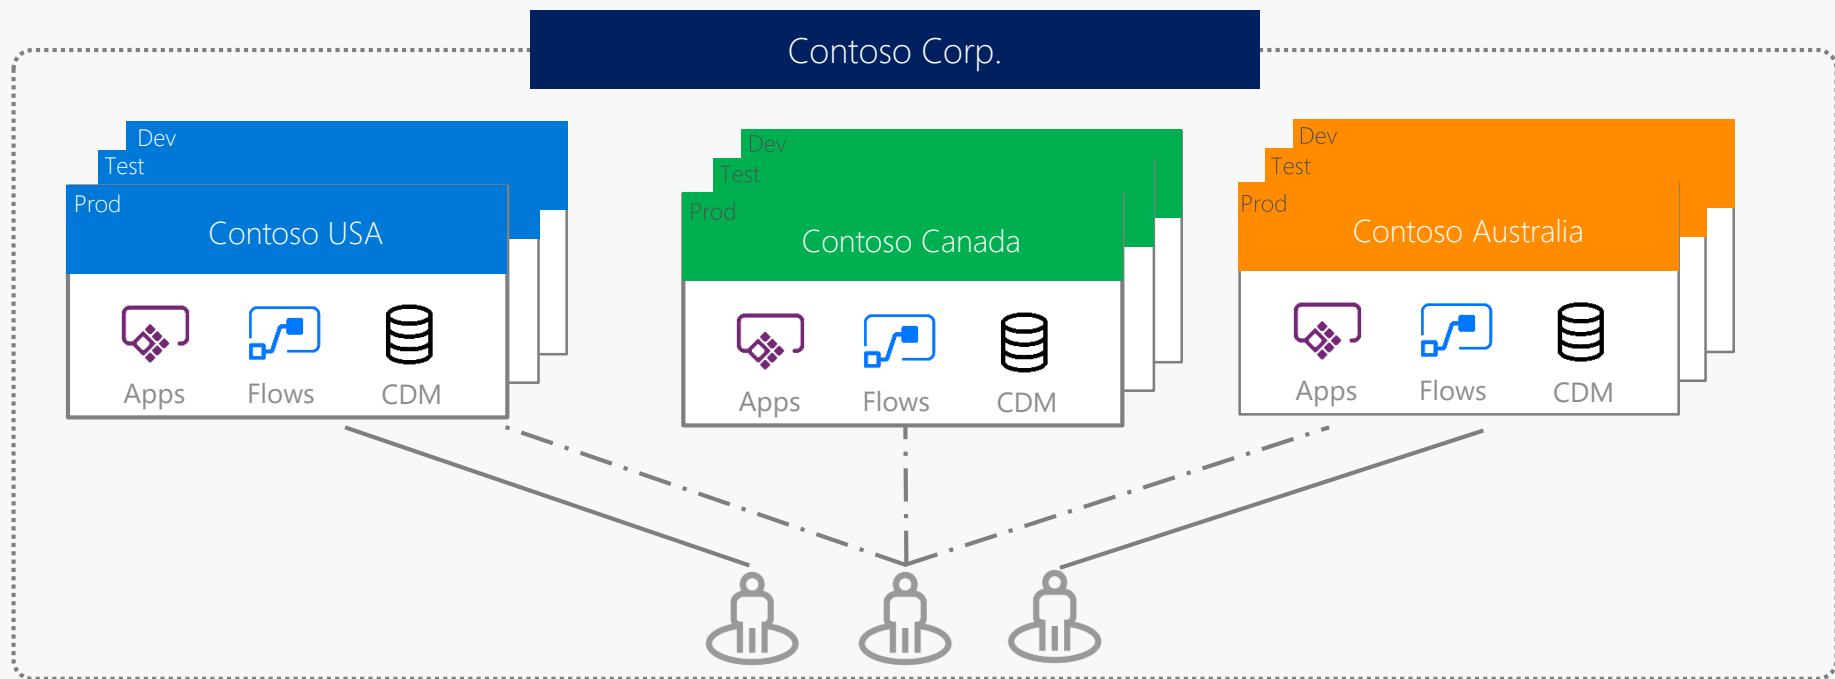 Contoso Corp.
Dev
Test
Prod
Contoso USA
Apps
Flows
CDM
Dev
Test
Prod
Contoso Canada
Apps
Flows
CDM
Dev
Test
Prod
Contoso Australia
Apps
Flows
CDM